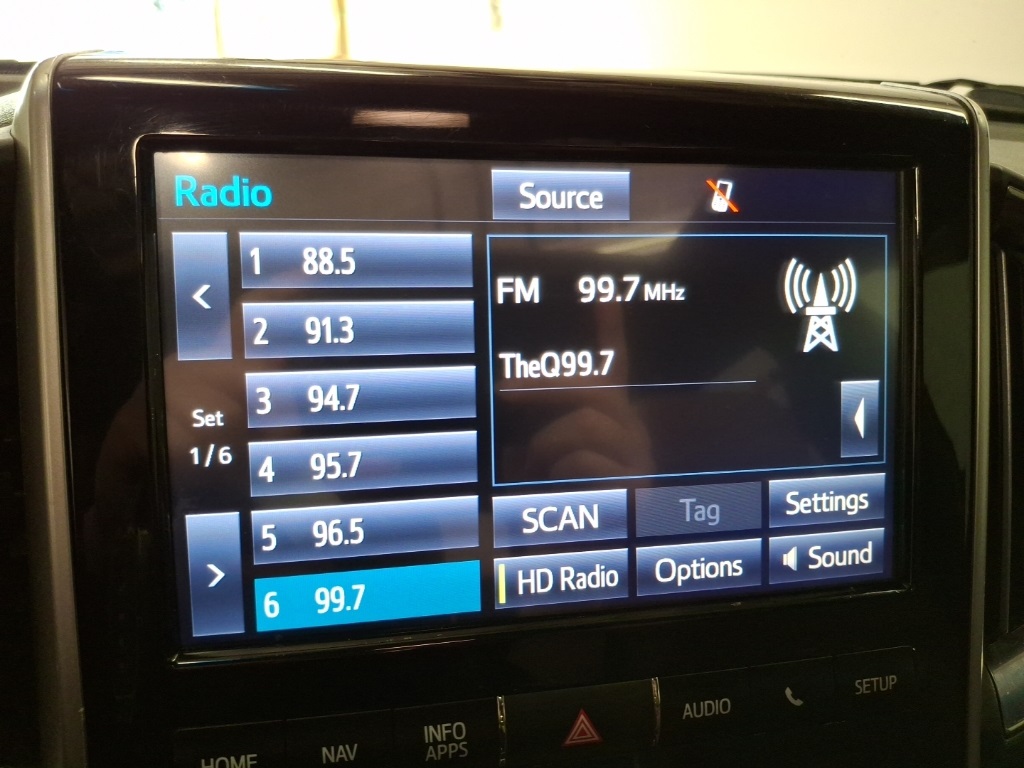 Radio
Source
<
1 88.5
2 91.3
3 94.7
4 95.7
5 96.5
6 99.7
Set
1/6
>
FM 99.7 MHz
TheQ99.7
SCAN
Tag
Settings
HD Radio
Options
Sound
HOME
NAV
INFO
APPS
AUDIO
SETUP